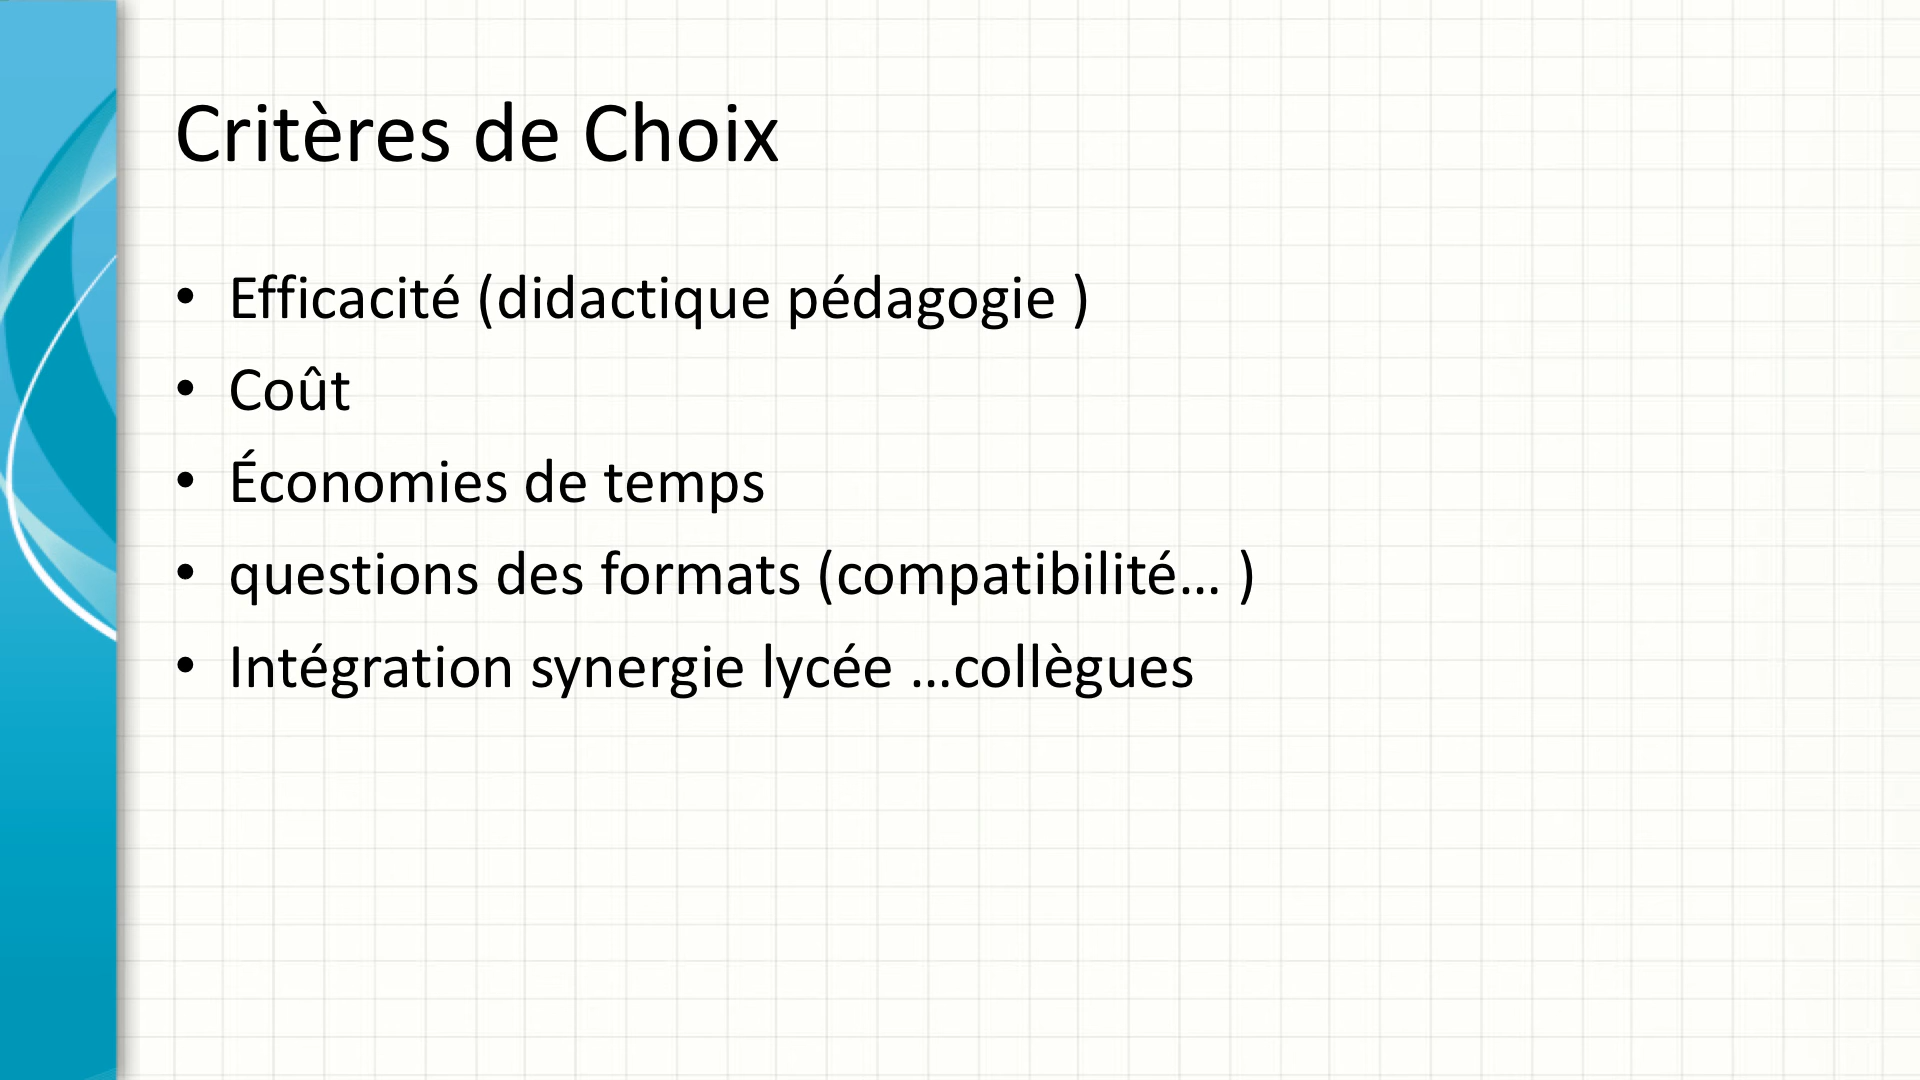 Critères de Choix
• Efficacité (didactique pédagogie )
• Coût
• Économies de temps
• questions des formats (compatibilité… )
• Intégration synergie lycée …collègues